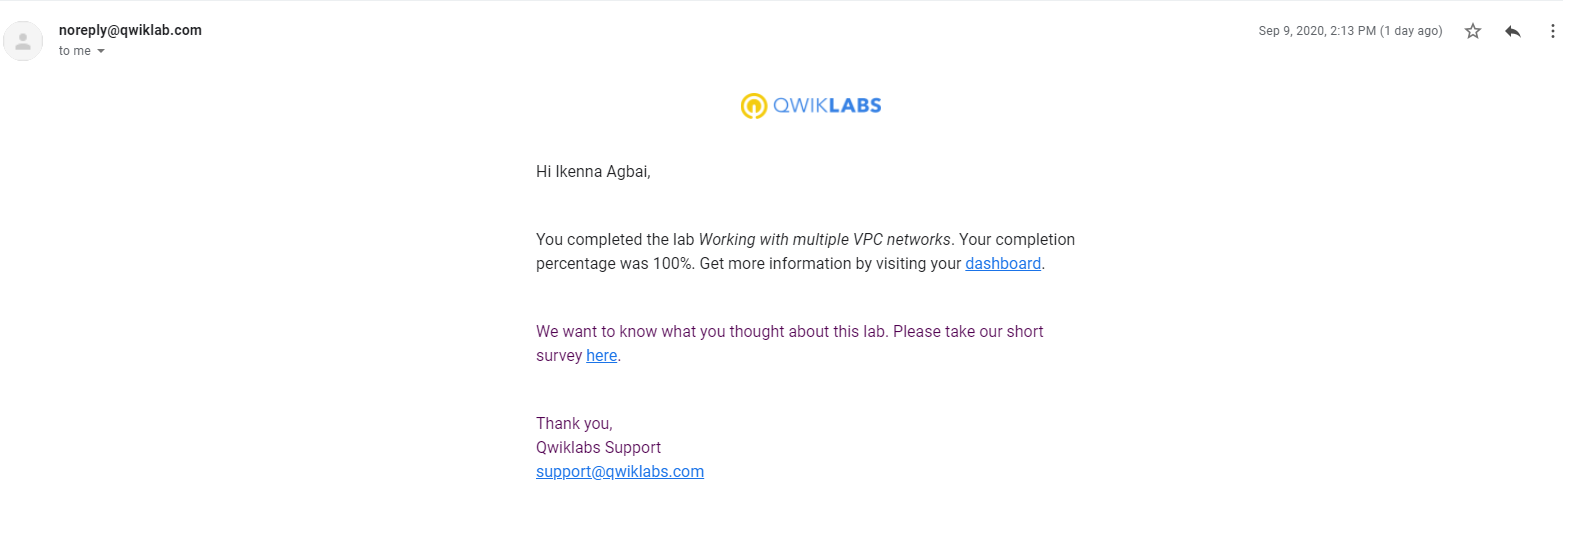 noreply@qwiklab.com
Sep 9, 2020, 2:13 PM (1 day ago)
to me
QWIKLABS
Hi Ikenna Agbai,
You completed the lab Working with multiple VPC networks. Your completion
percentage was 100%. Get more information by visiting your dashboard.
We want to know what you thought about this lab. Please take our short
survey here.
Thank you,
Qwiklabs Support
support@qwiklabs.com